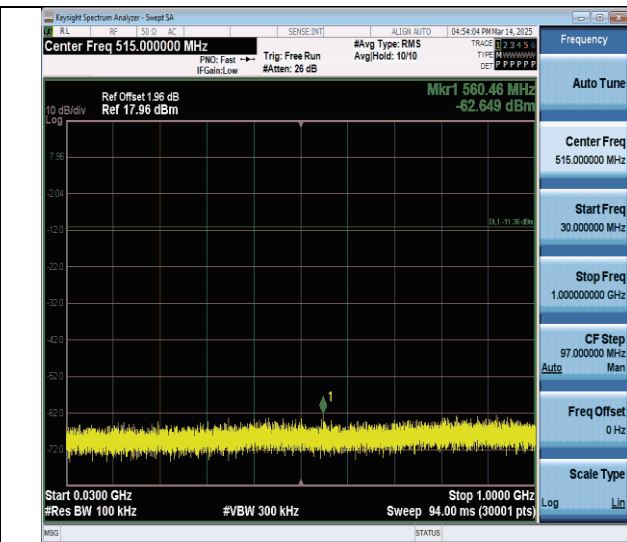 Keysight Spectrum Analyzer - Swept SA
RL RF 50 Ω AC SENSE:INT ALIGN AUTO 04:54:04 PM Mar 14, 2025
Center Freq 515.000000 MHz
PNO: Fast
IFGain:Low
Trig: Free Run
#Atten: 26 dB
#Avg Type: RMS
Avg|Hold: 10/10
TRACE 1 2 3 4 5 6
TYPE M WWWWW
DET P P P P P P
Ref Offset 1.96 dB
10 dB/div Ref 17.96 dBm
Log
Mkr1 560.46 MHz
-62.649 dBm
7.96
-2.04
-12.0
-22.0
-32.0
-42.0
-52.0
-62.0
-72.0
DL1 -11.36 dBm
1
Start 0.0300 GHz Stop 1.0000 GHz
#Res BW 100 kHz #VBW 300 kHz Sweep 94.00 ms (30001 pts)
MSG STATUS
Frequency
Auto Tune
Center Freq
515.000000 MHz
Start Freq
30.000000 MHz
Stop Freq
1.000000000 GHz
CF Step
97.000000 MHz
Auto Man
Freq Offset
0 Hz
Scale Type
Log Lin